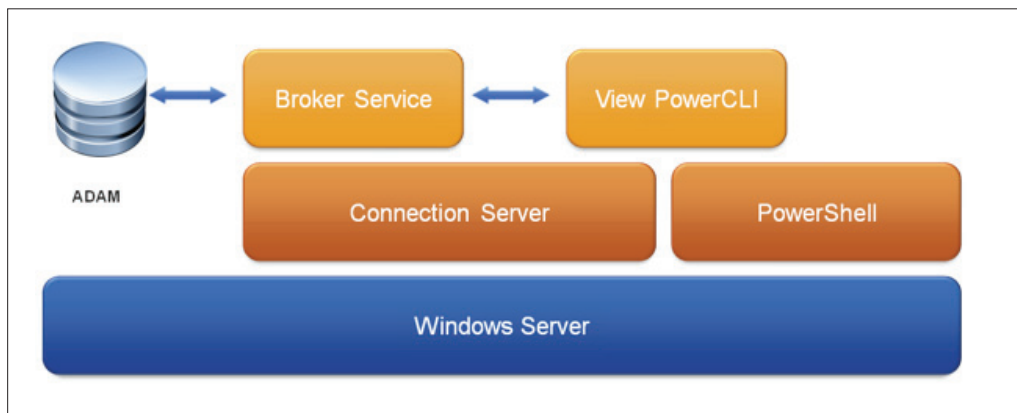 Broker Service
View PowerCLI
ADAM
Connection Server
PowerShell
Windows Server